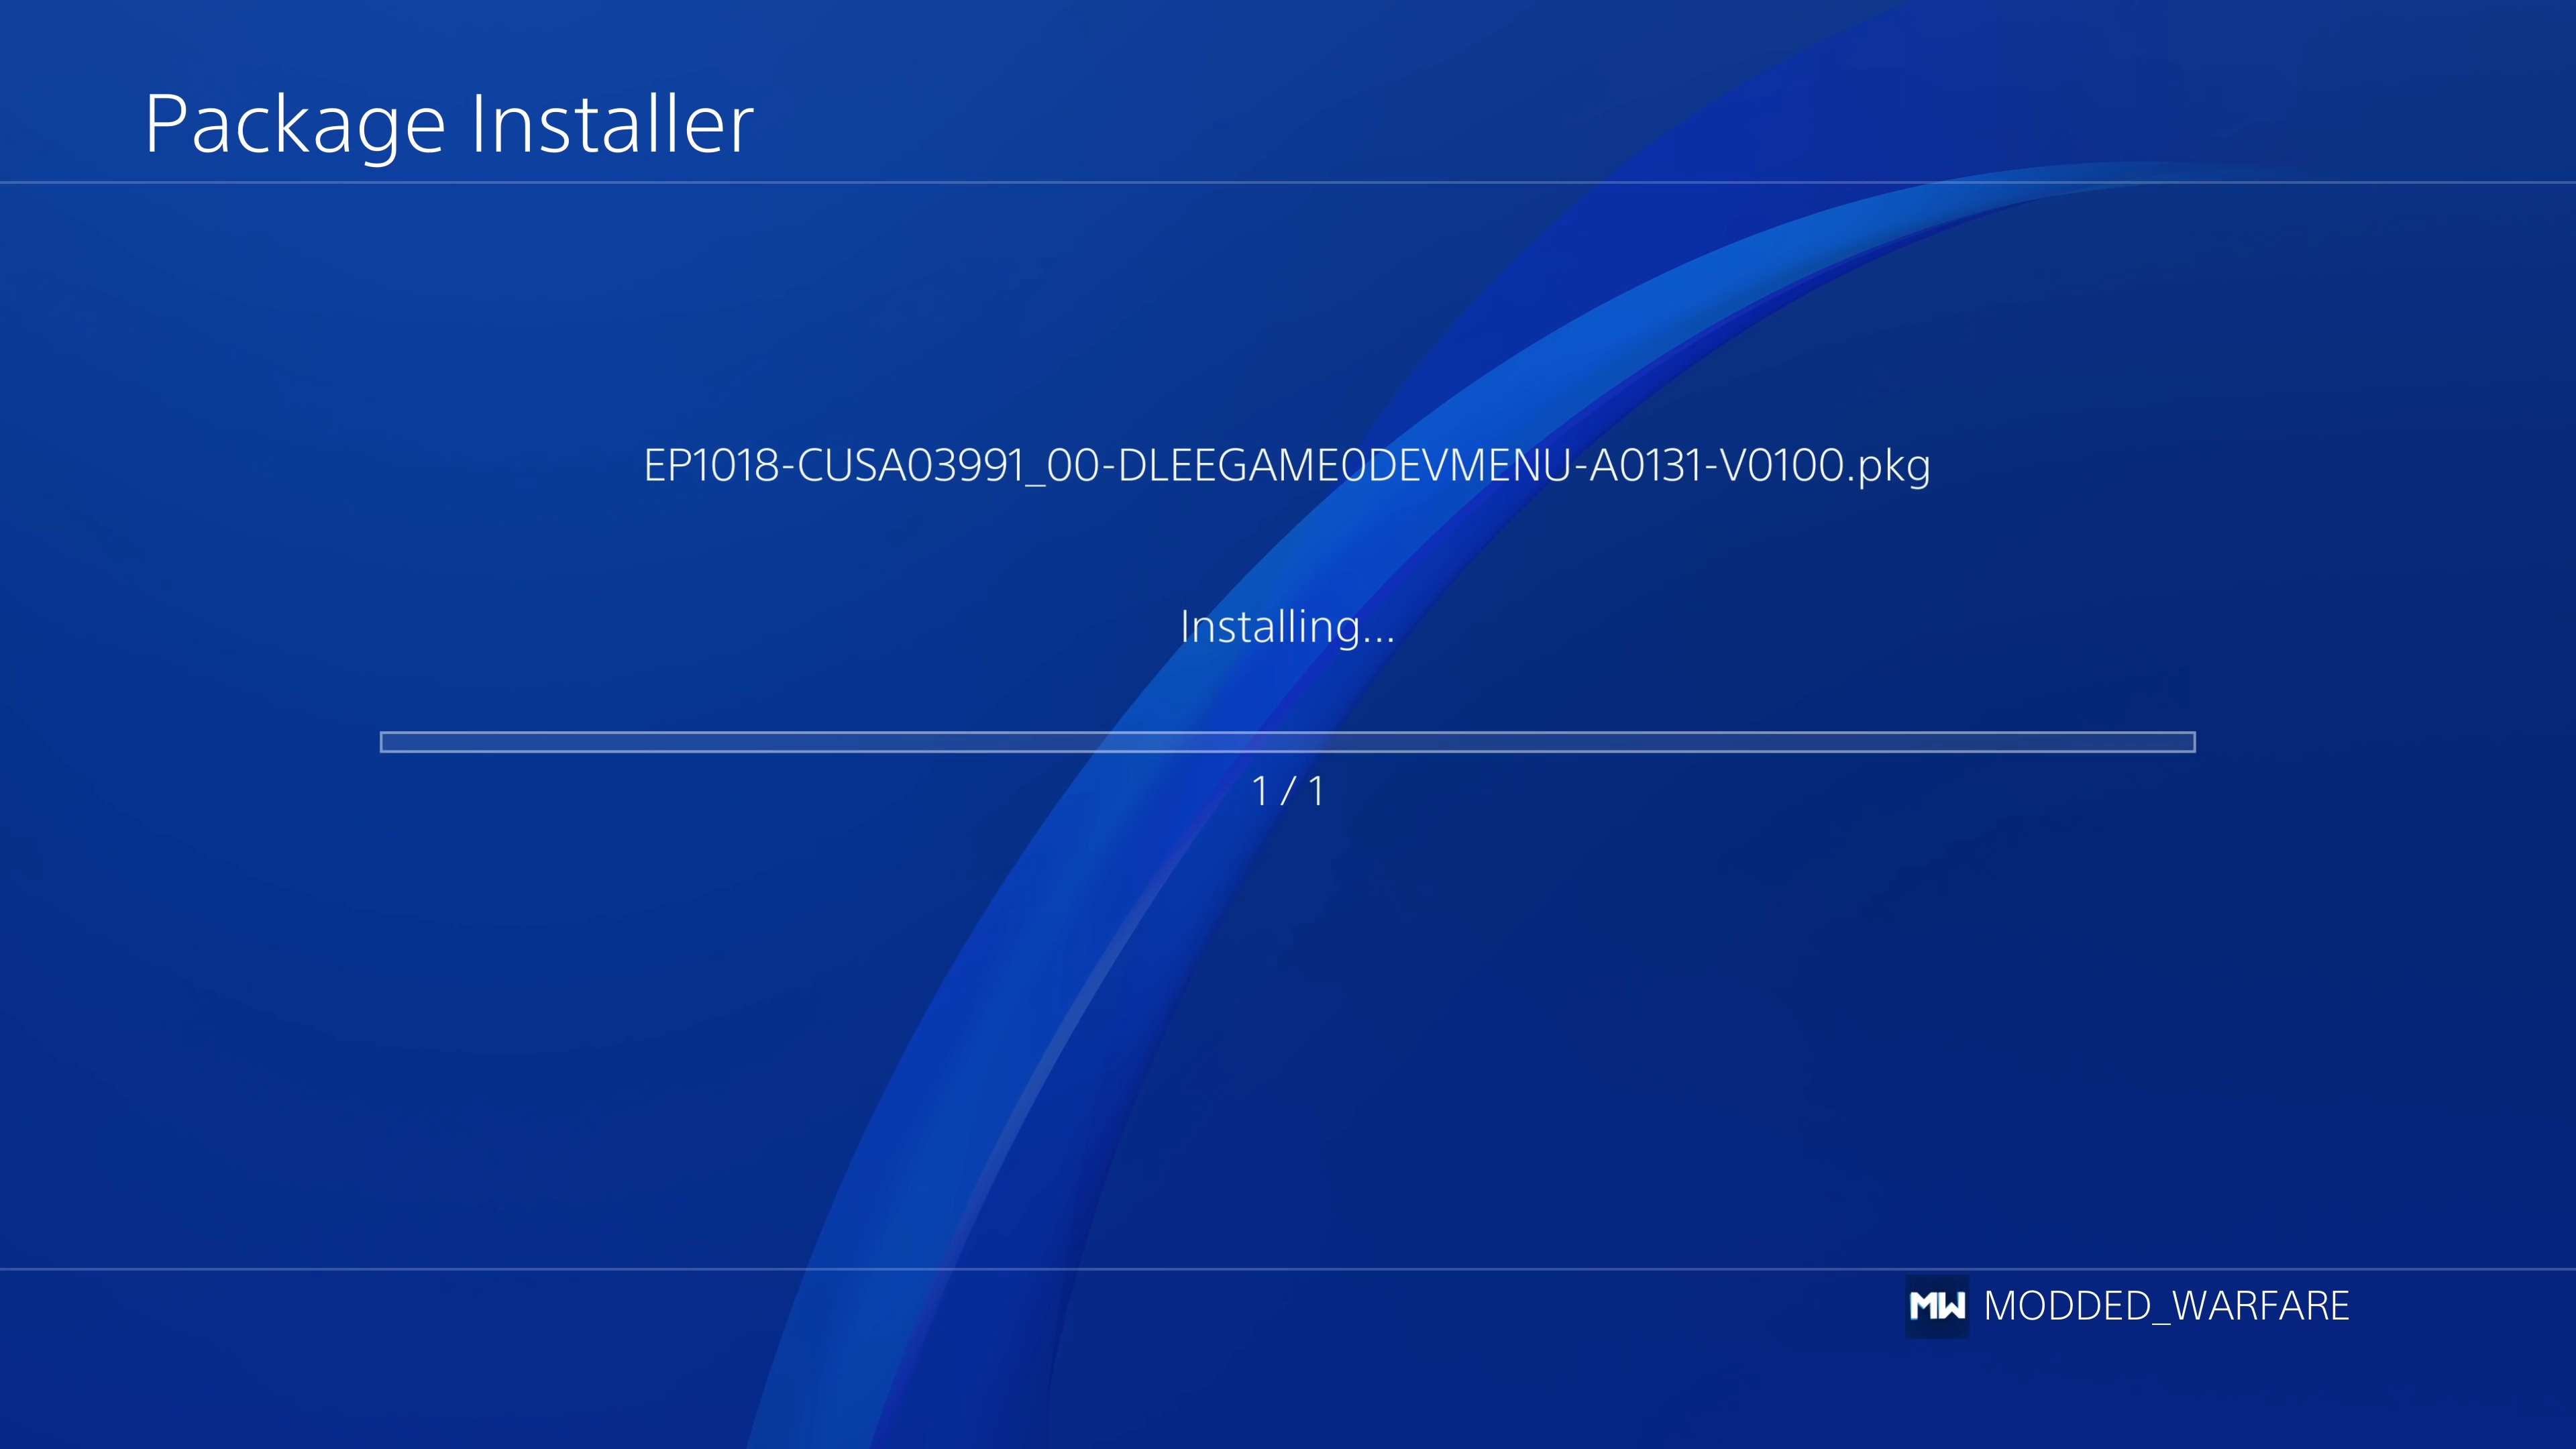 Package Installer
EP1018-CUSA03991_00-DLEEGAME0DEVMENU-A0131-V0100.pkg
Installing...
1 / 1
MW MODDED_WARFARE